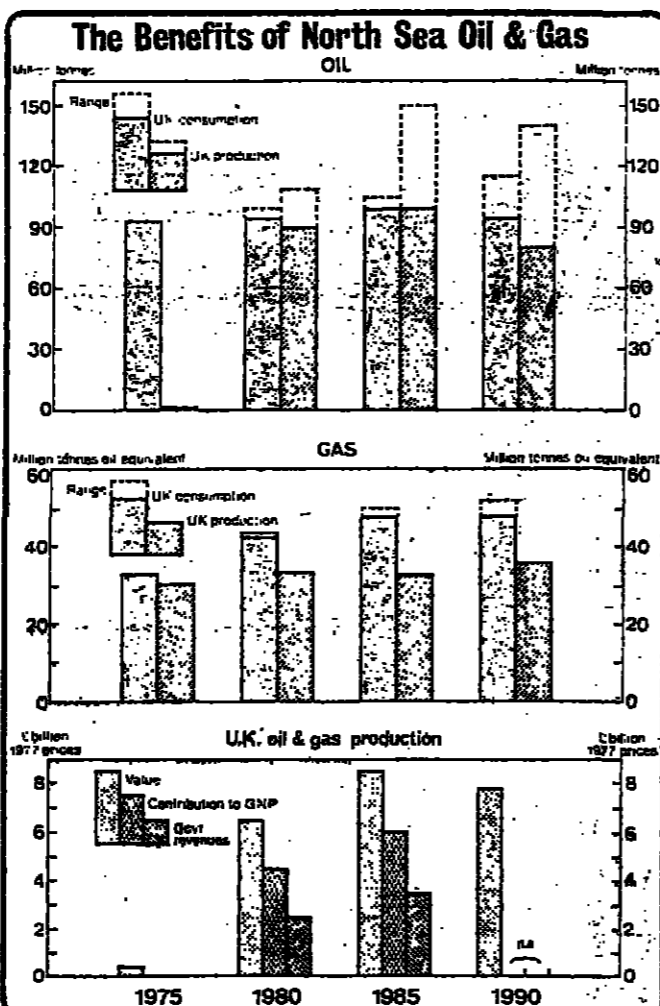 The Benefits of North Sea Oil & Gas
Million tonnes OIL Million tonnes
150 150
Range UK consumption
UK production
120 120
90 90
60 60
30 30
0 0
Million tonnes oil equivalent GAS Million tonnes oil equivalent
60 60
Range UK consumption
UK production
40 40
20 20
0 0
£ billion U.K. oil & gas production £ billion
1977 prices 1977 prices
8 8
Value
Contribution to GNP
Govt
revenues
6 6
4 4
2 2
n.a
0 0
1975 1980 1985 1990